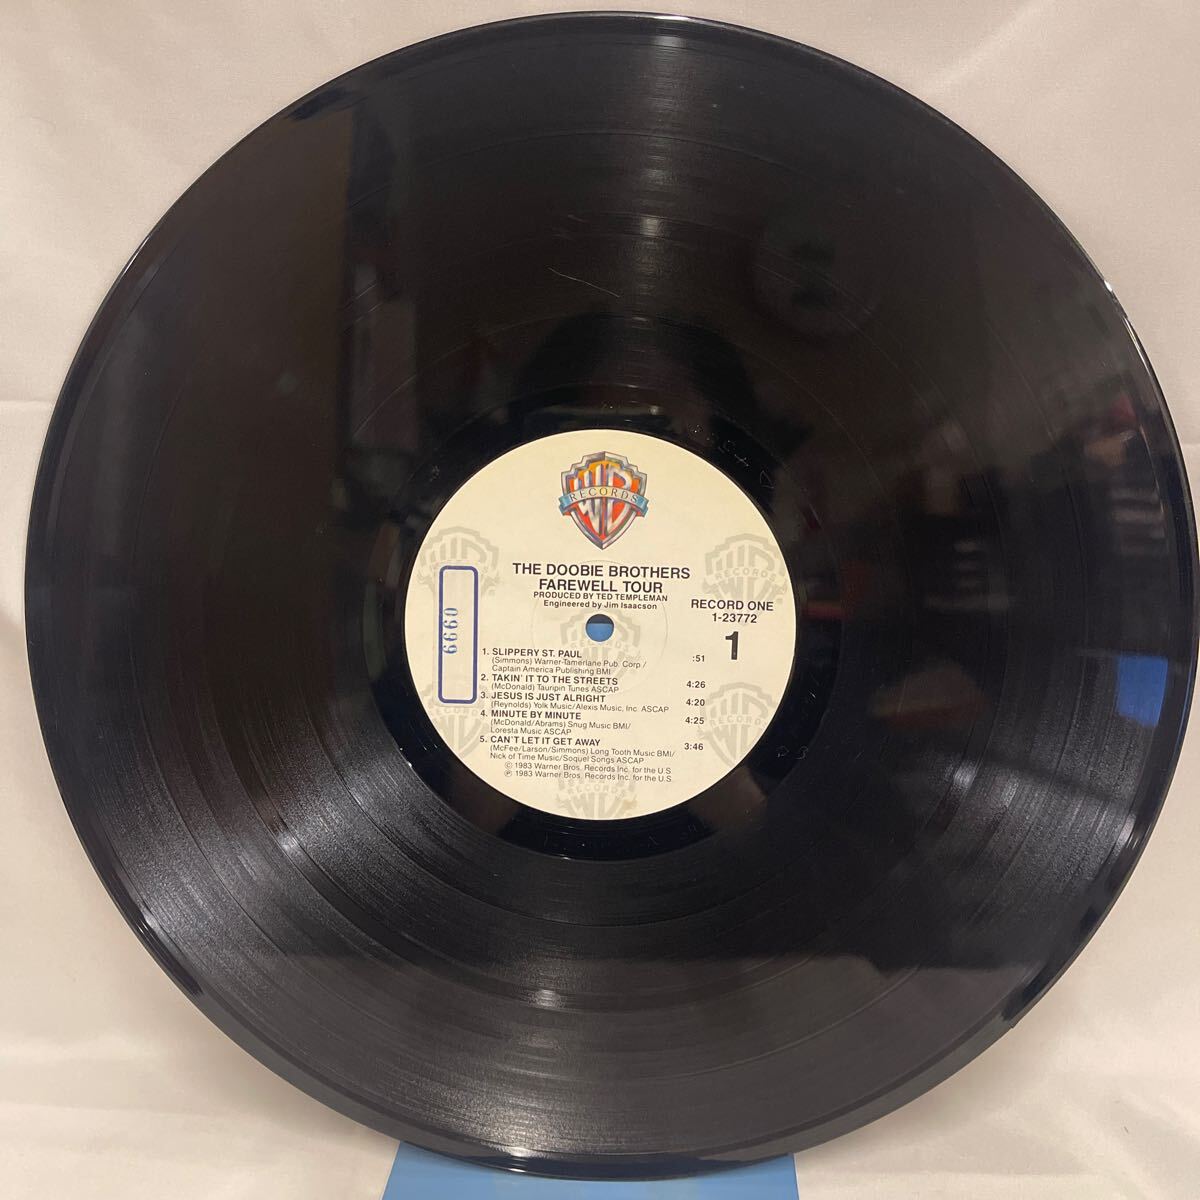 RECORDS
THE DOOBIE BROTHERS
FAREWELL TOUR
PRODUCED BY TED TEMPLEMAN
Engineered by Jim Isaacson
RECORD ONE
1-23772
1
1. SLIPPERY ST. PAUL :51
(Simmons) Warner-Tamerlane Pub. Corp /
Captain America Publishing BMI
2. TAKIN' IT TO THE STREETS 4:26
(McDonald) Tauripin Tunes ASCAP
3. JESUS IS JUST ALRIGHT 4:20
(Reynolds) Yolk Music/Alexis Music, Inc. ASCAP
4. MINUTE BY MINUTE 4:25
(McDonald/Abrams) Snug Music BMI/
Loresta Music ASCAP
5. CAN'T LET IT GET AWAY 3:46
(McFee/Larson/Simmons) Long Tooth Music BMI/
Nick of Time Music/Soquel Songs ASCAP
© 1983 Warner Bros. Records Inc. for the U.S.
℗ 1983 Warner Bros. Records Inc. for the U.S.